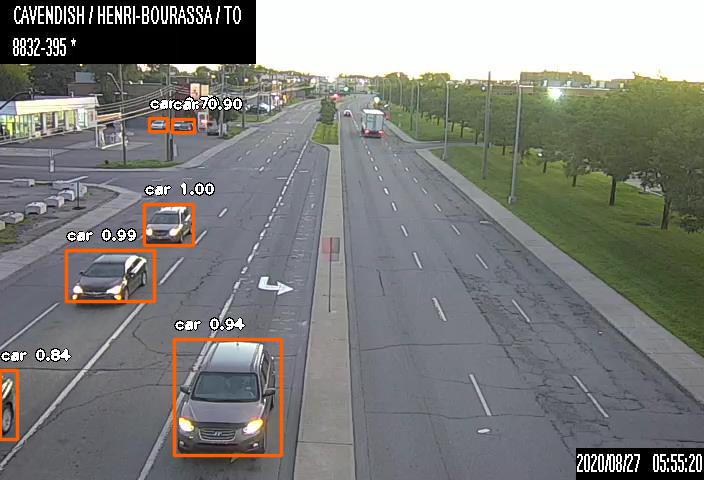 CAVENDISH / HENRI-BOURASSA / TO
8832-395 *
car 0.90
car 1.00
car 0.99
car 0.94
car 0.84
2020/08/27 05:55:20